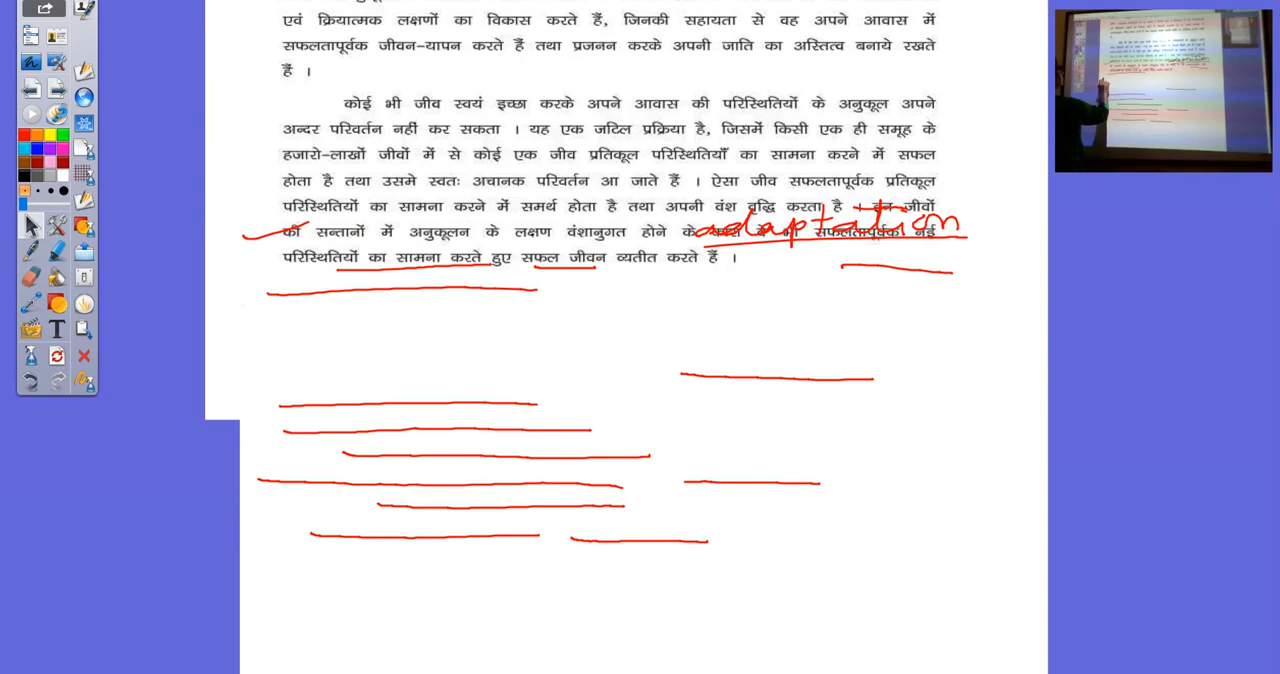 एवं क्रियात्मक लक्षणों का विकास करते हैं, जिनकी सहायता से वह अपने आवास में
सफलतापूर्वक जीवन–यापन करते हैं तथा प्रजनन करके अपनी जाति का अस्तित्व बनाये रखते
हैं ।
कोई भी जीव स्वयं इच्छा करके अपने आवास की परिस्थितियों के अनुकूल अपने
अन्दर परिवर्तन नहीं कर सकता । यह एक जटिल प्रक्रिया है, जिसमें किसी एक ही समूह के
हजारो–लाखों जीवों में से कोई एक जीव प्रतिकूल परिस्थितियाँ का सामना करने में सफल
होता है तथा उसमे स्वतः अचानक परिवर्तन आ जाते हैं । ऐसा जीव सफलतापूर्वक प्रतिकूल
परिस्थितियों का सामना करने में समर्थ होता है तथा अपनी वंश वृद्धि करता है । इन जीवों
की सन्तानों में अनुकूलन के लक्षण वंशानुगत होने के सफलतापूर्वक नई
adaptation
परिस्थितियों का सामना करते हुए सफल जीवन व्यतीत करते हैं ।